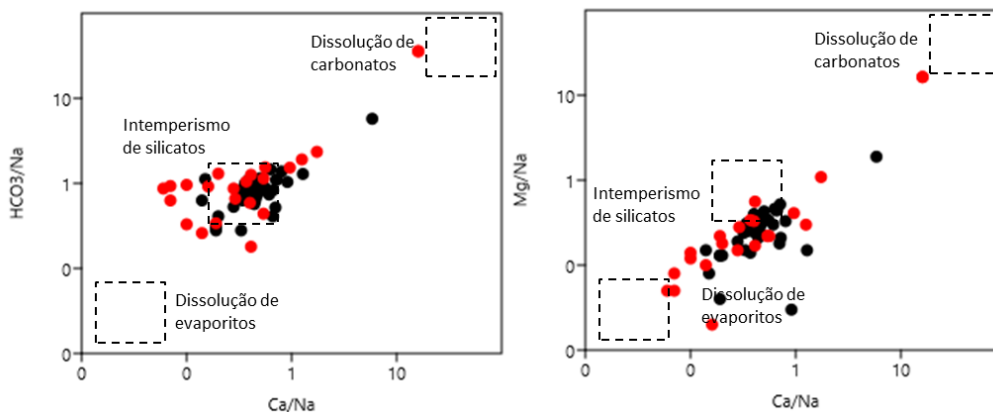 Dissolução de
carbonatos
HCO3/Na
10
Intemperismo
de silicatos
1
0
Dissolução de
evaporitos
0
0
0
1
10
Ca/Na
Dissolução de
carbonatos
Mg/Na
10
1
Intemperismo
de silicatos
0
Dissolução de
evaporitos
0
0
0
1
10
Ca/Na